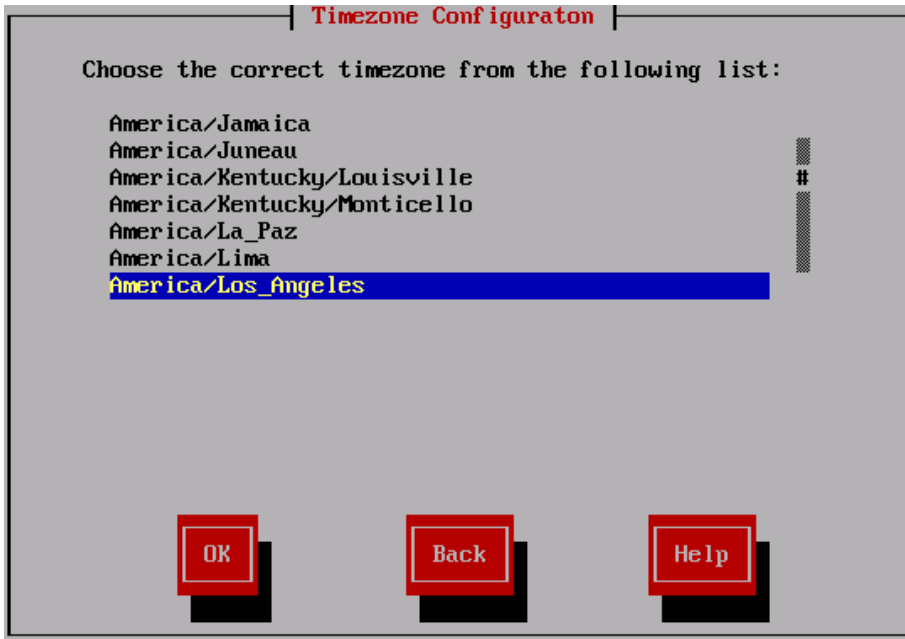 Timezone Configuraton
Choose the correct timezone from the following list:
America/Jamaica
America/Juneau
America/Kentucky/Louisville
#
America/Kentucky/Monticello
America/La_Paz
America/Lima
America/Los_Angeles
OK Back Help